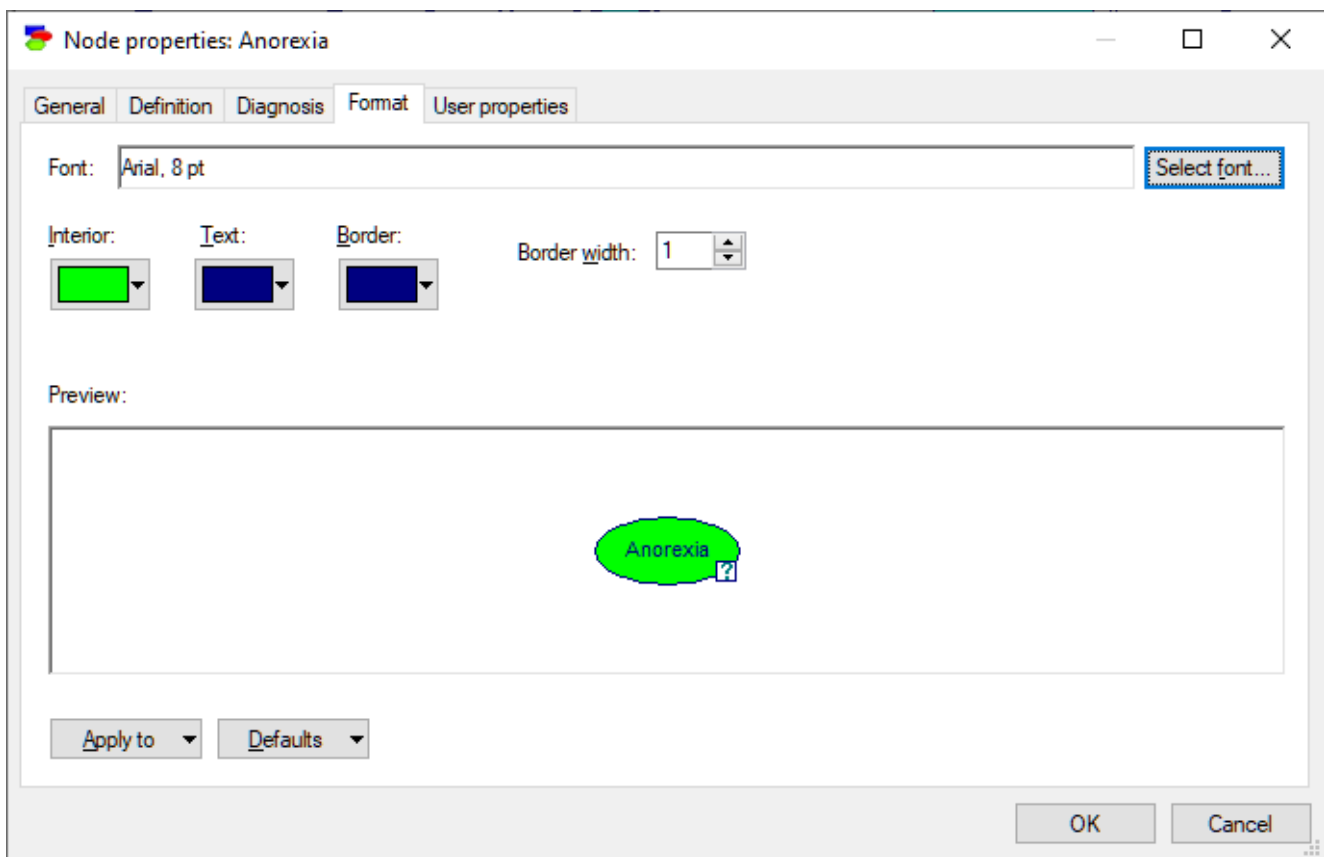 Node properties: Anorexia
General Definition Diagnosis Format User properties
Font: Arial, 8 pt Select font...
Interior: Text: Border: Border width: 1
Preview:
Anorexia
?
Apply to Defaults
OK Cancel